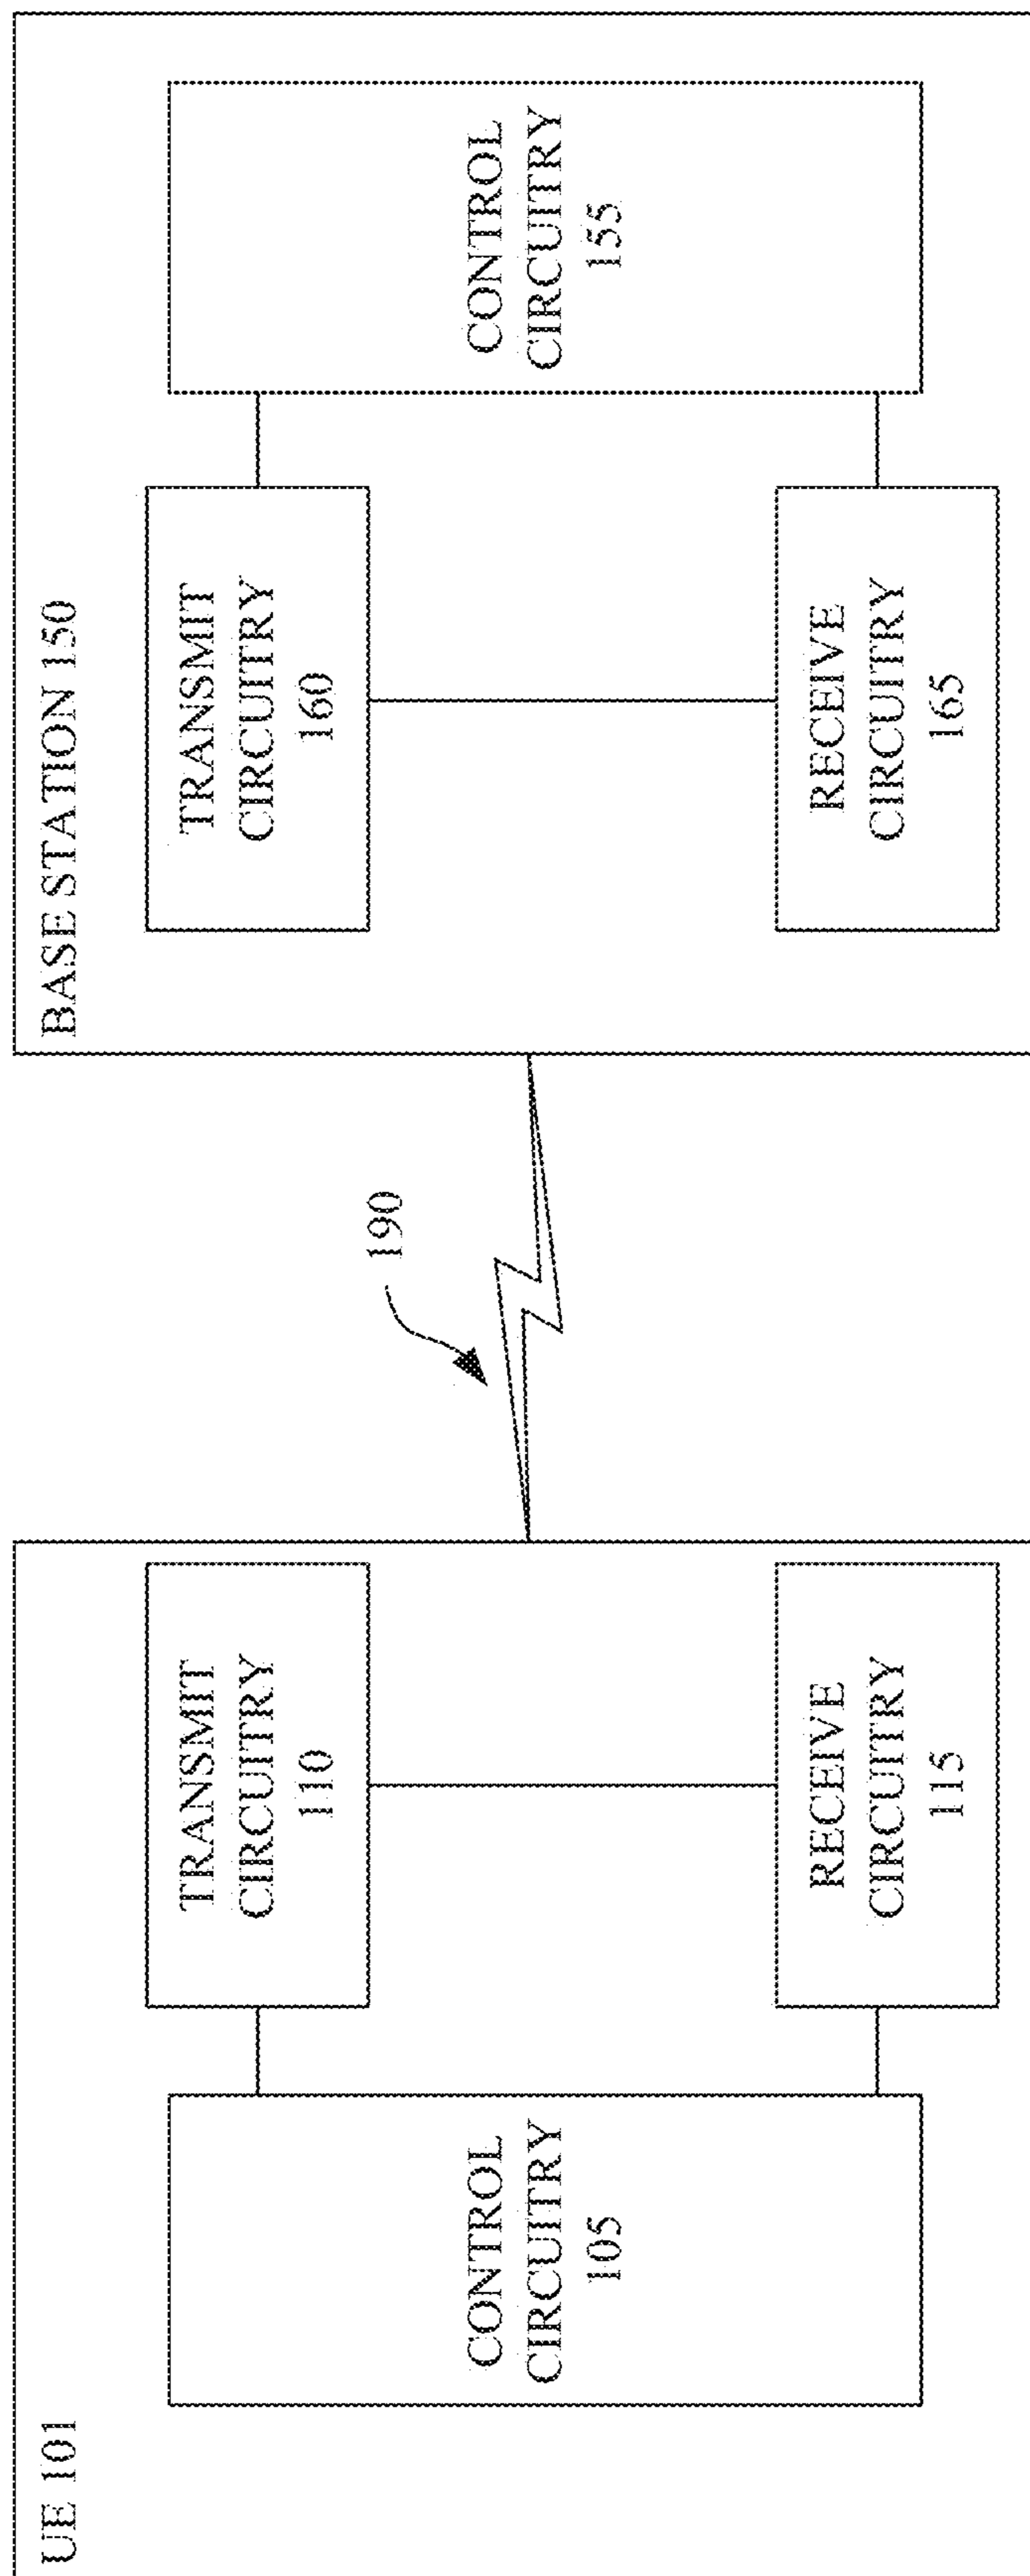 UE 101
CONTROL
CIRCUITRY
105
TRANSMIT
CIRCUITRY
110
RECEIVE
CIRCUITRY
115
190
BASE STATION 150
TRANSMIT
CIRCUITRY
160
RECEIVE
CIRCUITRY
165
CONTROL
CIRCUITRY
155